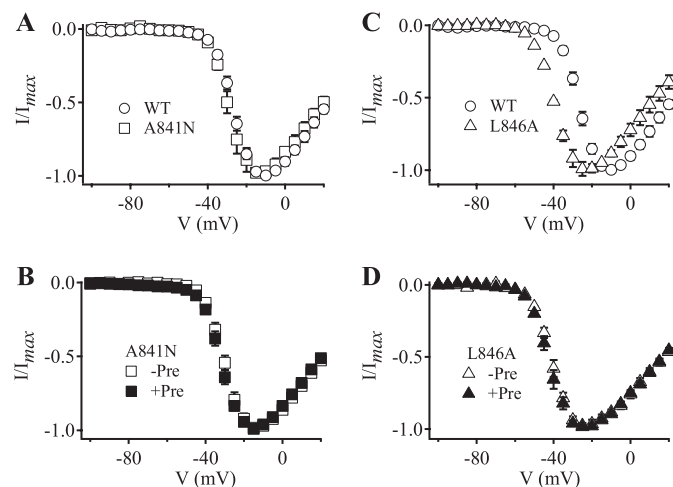 A
0.0
-0.5
-1.0
I/Imax
WT
A841N
-80
-40
0
V (mV)
C
0.0
-0.5
-1.0
I/Imax
WT
L846A
-80
-40
0
V (mV)
B
0.0
-0.5
-1.0
I/Imax
A841N
-Pre
+Pre
-80
-40
0
V (mV)
D
0.0
-0.5
-1.0
I/Imax
L846A
-Pre
+Pre
-80
-40
0
V (mV)